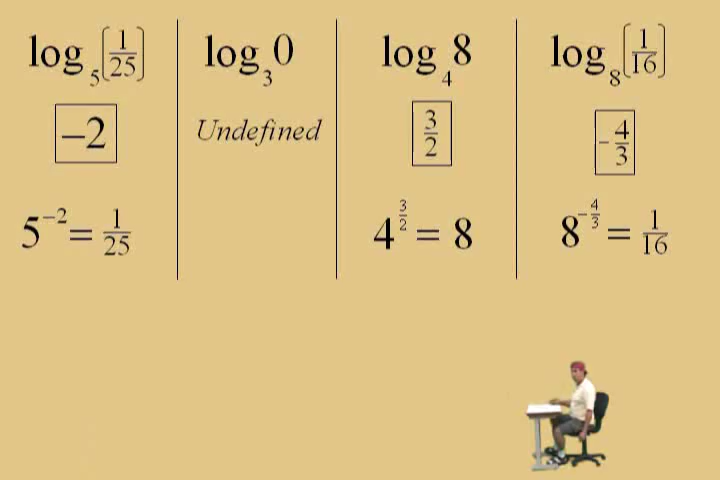 log₅(1/25)
−2
5⁻² = 1/25
log₃0
Undefined
log₄8
3/2
4^(3/2) = 8
log₈(1/16)
-4/3
8^(-4/3) = 1/16